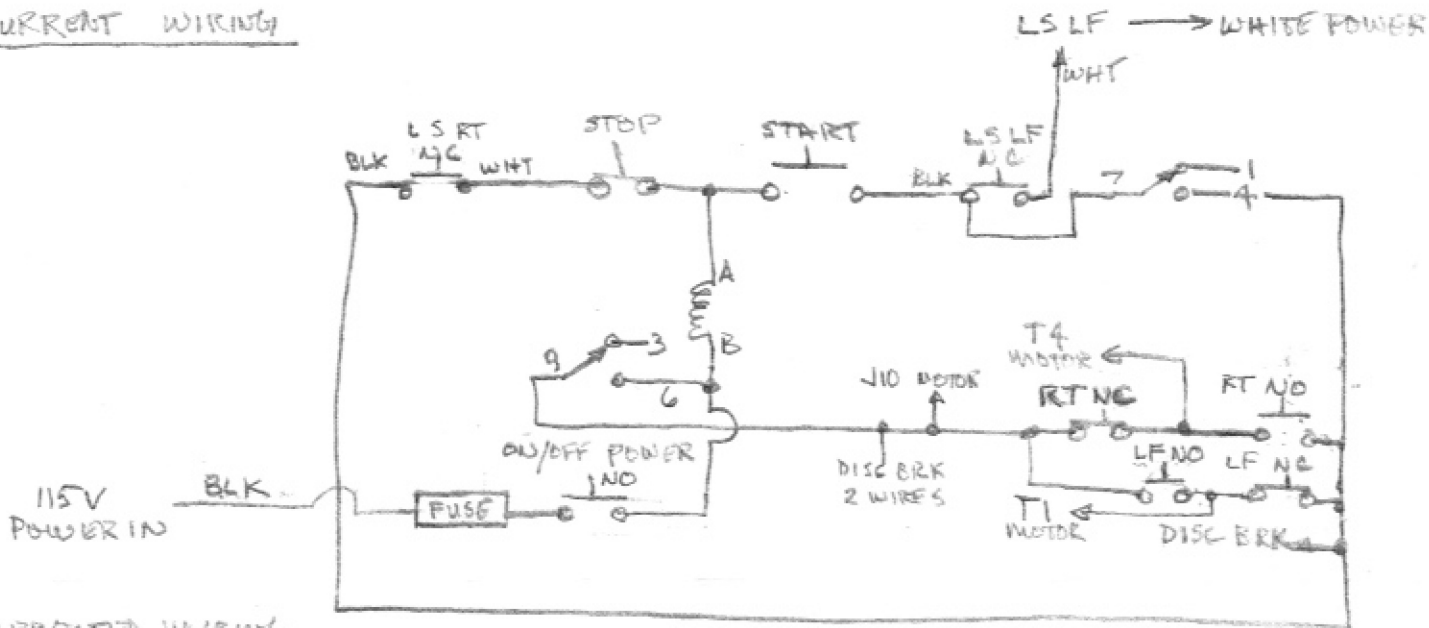 URRENT WIRING
LS LF → WHITE POWER
WHT
LS RT
NC
BLK
WHT
STOP
START
BLK
LS LF
NC
7
1
4
A
B
9
3
6
ON/OFF POWER
NO
115V
POWER IN
BLK
FUSE
J10 MOTOR
DISC BRK
2 WIRES
T4
MOTOR
RT NC
RT NO
LF NO
LF NC
T1
MOTOR
DISC BRK